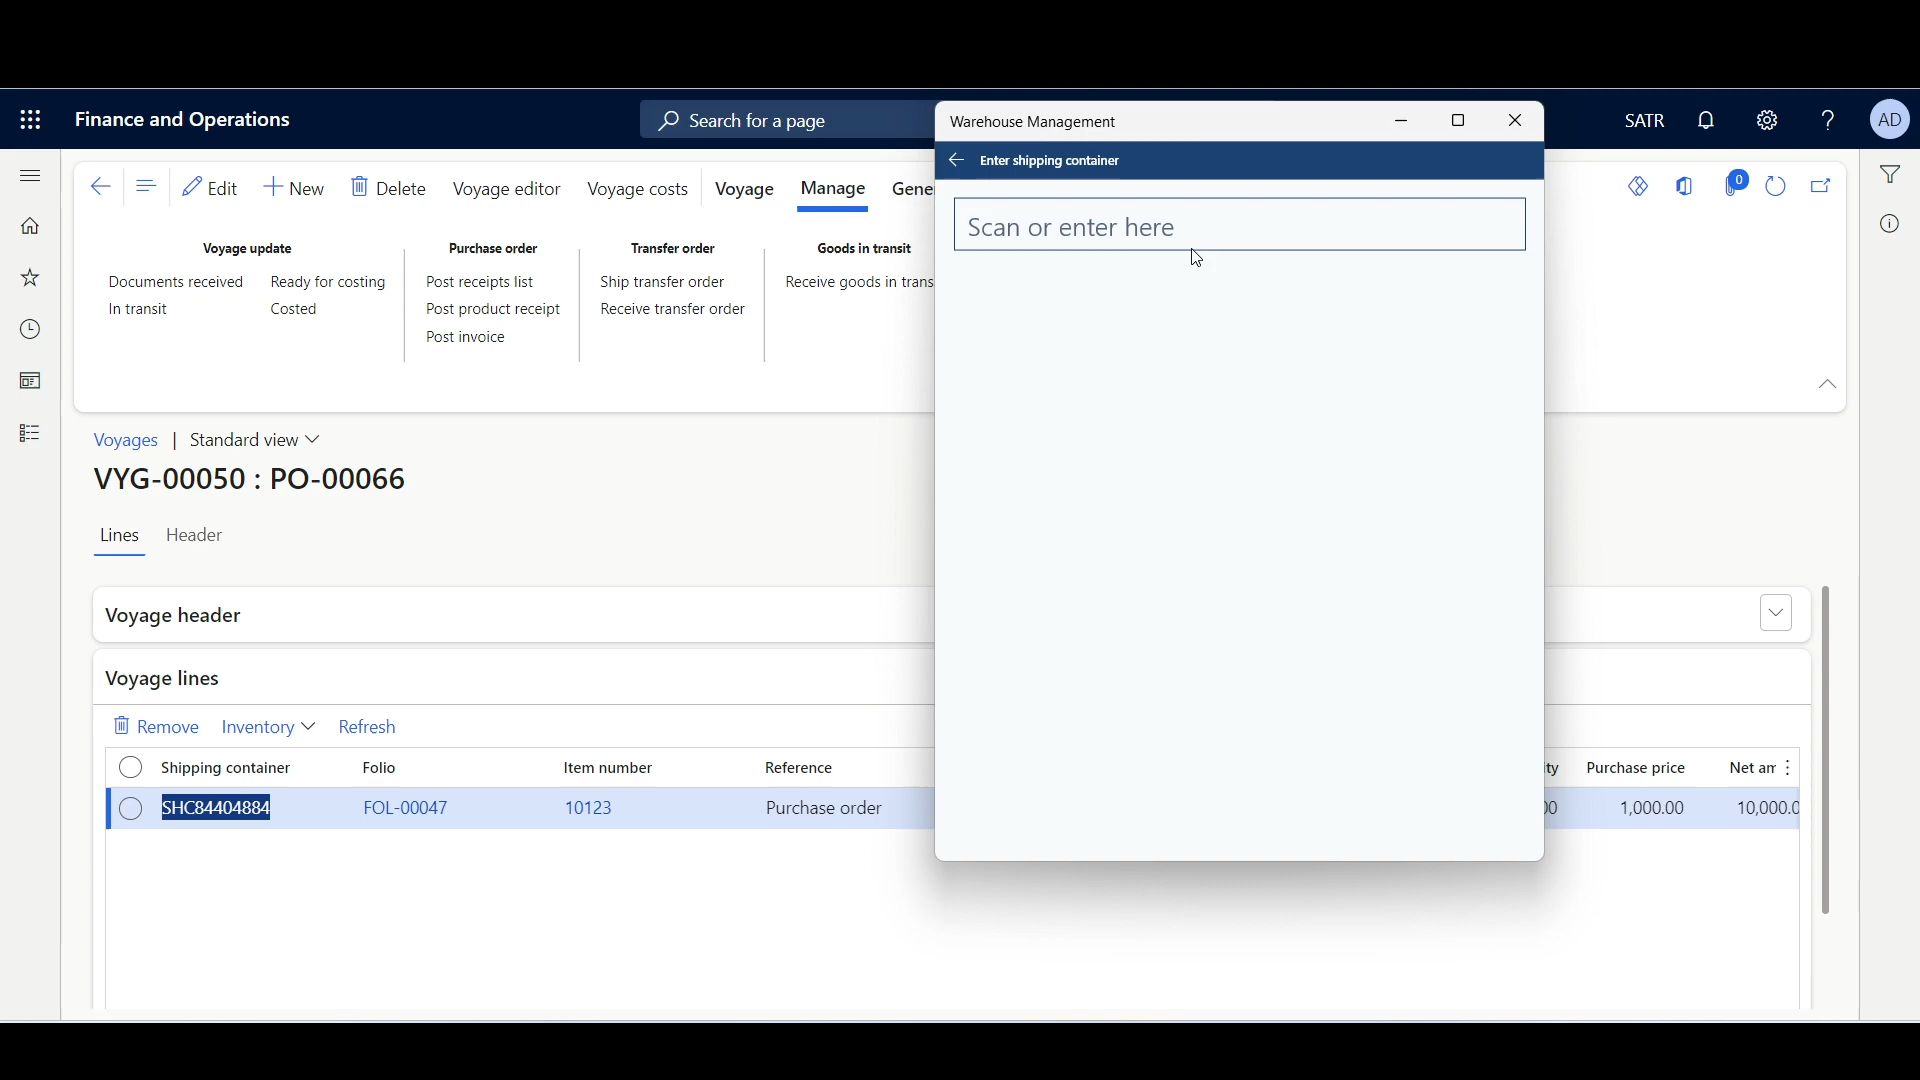 Finance and Operations
Search for a page
SATR
AD
Edit
New
Delete
Voyage editor
Voyage costs
Voyage
Manage
Gene
0
Voyage update
Documents received
Ready for costing
In transit
Costed
Purchase order
Post receipts list
Post product receipt
Post invoice
Transfer order
Ship transfer order
Receive transfer order
Goods in transit
Receive goods in trans
Voyages | Standard view
VYG-00050 : PO-00066
Lines
Header
Voyage header
Voyage lines
Remove
Inventory
Refresh
Shipping container
Folio
Item number
Reference
ity
Purchase price
Net am
SHC84404884
FOL-00047
10123
Purchase order
00
1,000.00
10,000.0
Warehouse Management
Enter shipping container
Scan or enter here